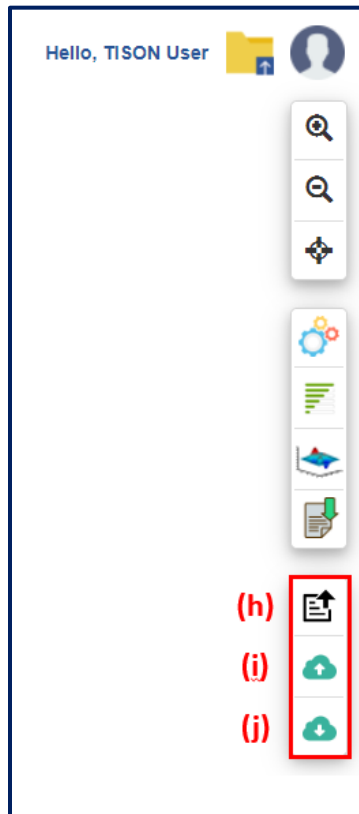 Hello, TISON User
(h)
(i)
(j)